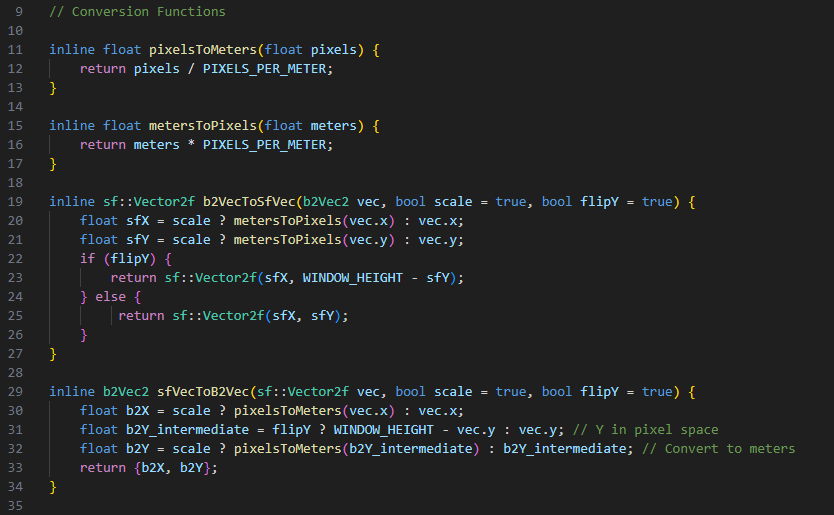 9 // Conversion Functions
10
11 inline float pixelsToMeters(float pixels) {
12     return pixels / PIXELS_PER_METER;
13 }
14
15 inline float metersToPixels(float meters) {
16     return meters * PIXELS_PER_METER;
17 }
18
19 inline sf::Vector2f b2VecToSfVec(b2Vec2 vec, bool scale = true, bool flipY = true) {
20     float sfX = scale ? metersToPixels(vec.x) : vec.x;
21     float sfY = scale ? metersToPixels(vec.y) : vec.y;
22     if (flipY) {
23         return sf::Vector2f(sfX, WINDOW_HEIGHT - sfY);
24     } else {
25          return sf::Vector2f(sfX, sfY);
26     }
27 }
28
29 inline b2Vec2 sfVecToB2Vec(sf::Vector2f vec, bool scale = true, bool flipY = true) {
30     float b2X = scale ? pixelsToMeters(vec.x) : vec.x;
31     float b2Y_intermediate = flipY ? WINDOW_HEIGHT - vec.y : vec.y; // Y in pixel space
32     float b2Y = scale ? pixelsToMeters(b2Y_intermediate) : b2Y_intermediate; // Convert to meters
33     return {b2X, b2Y};
34 }
35